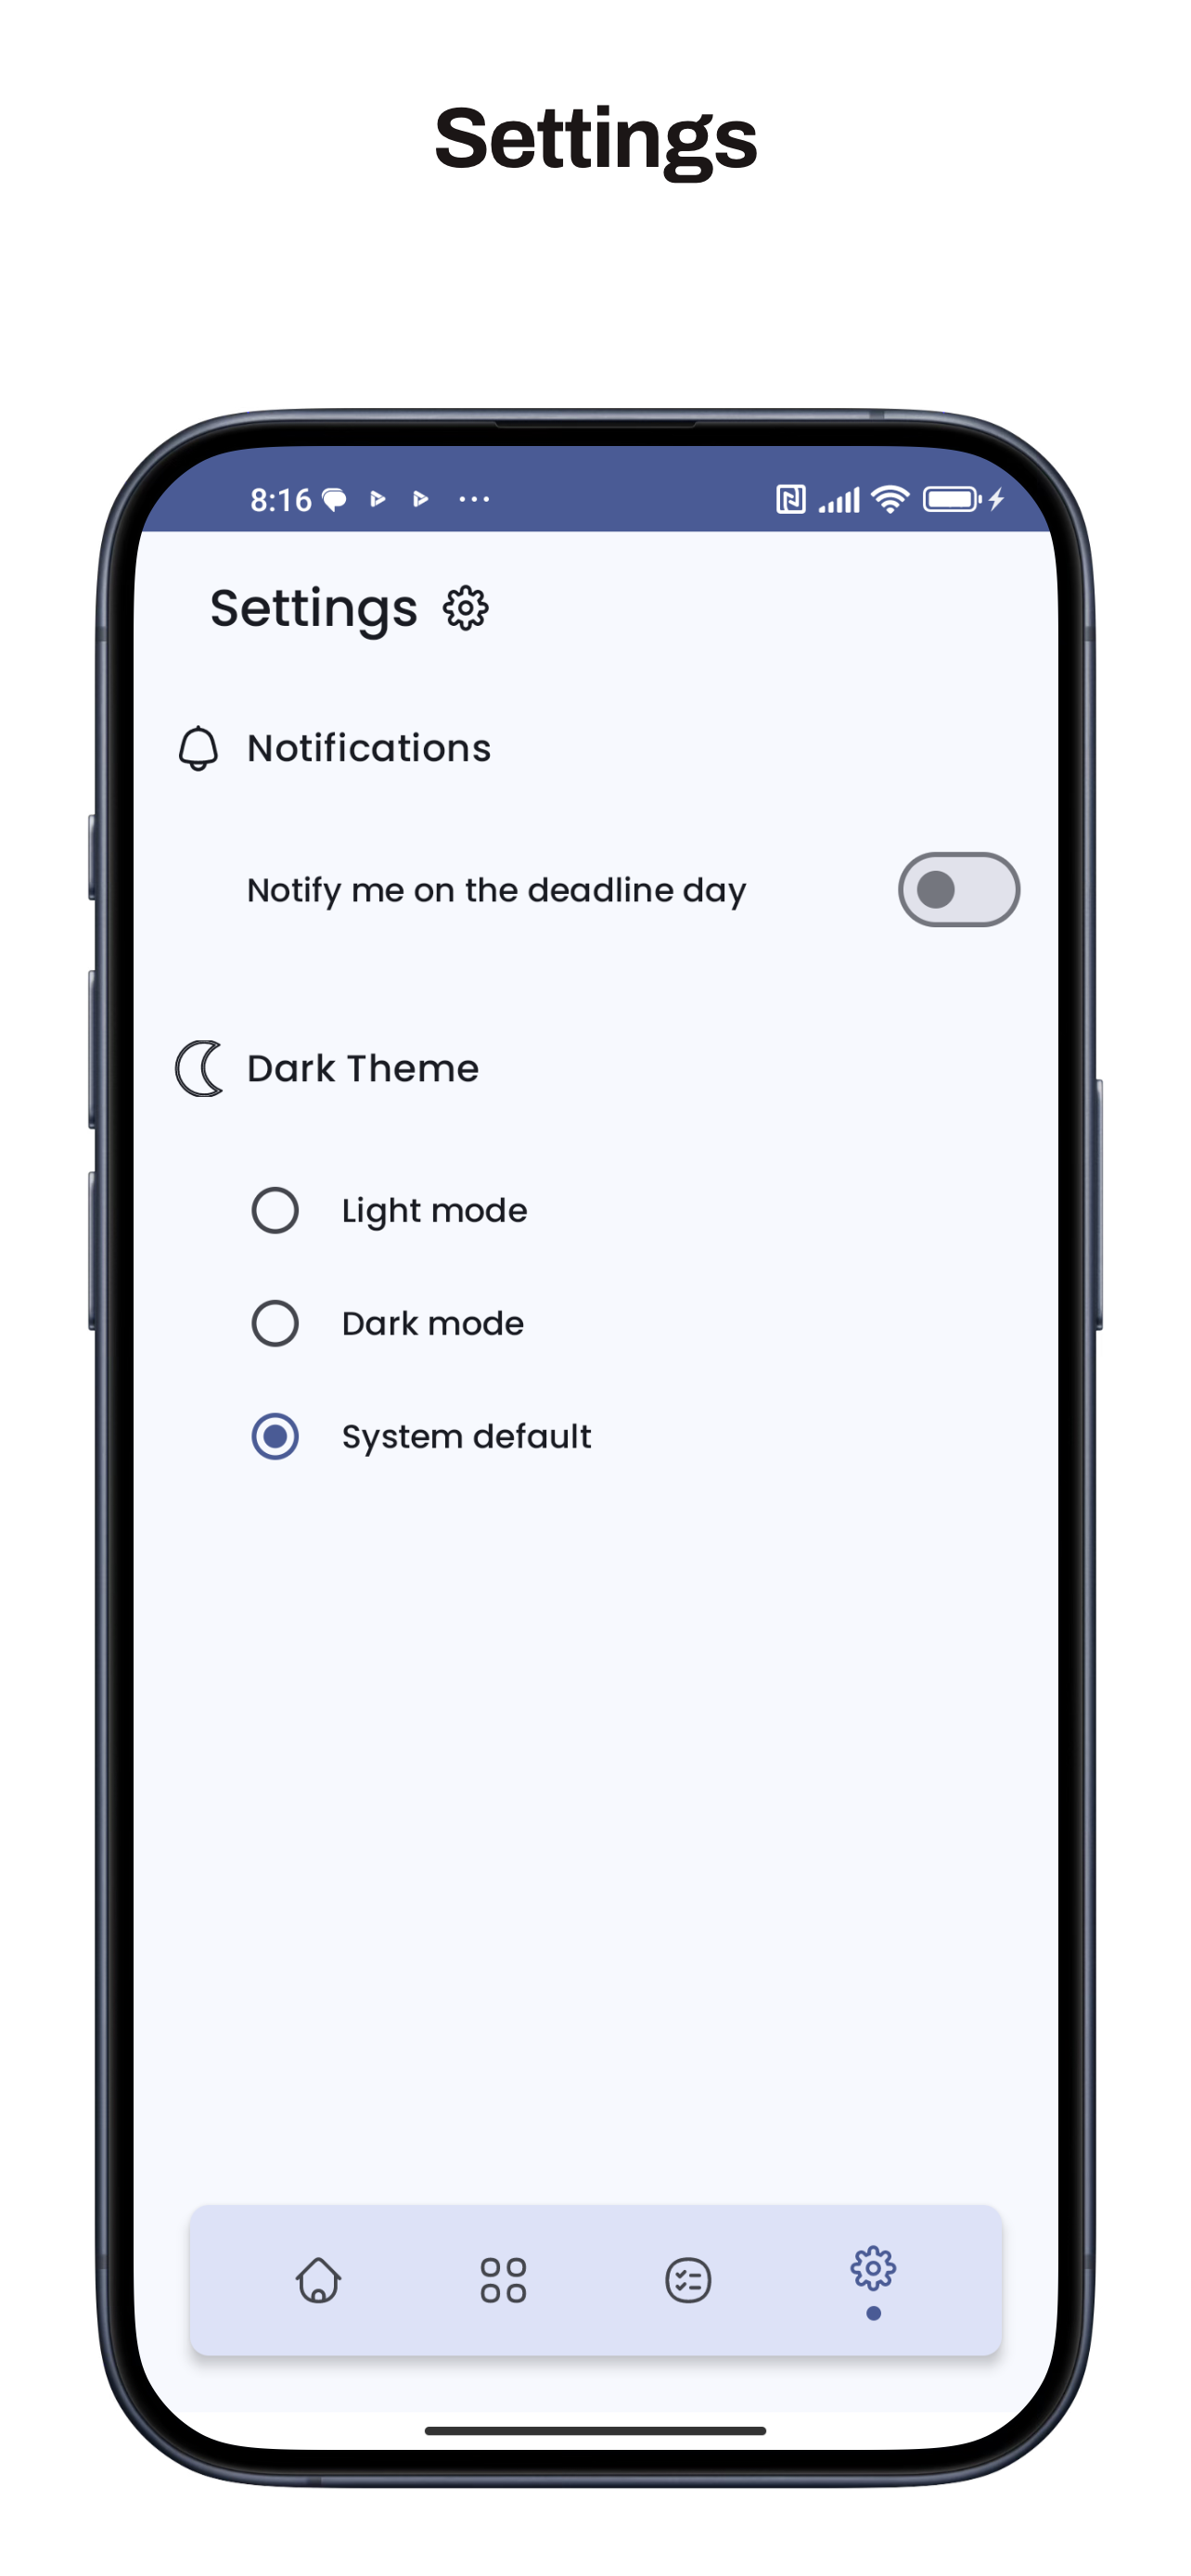 Settings
8:16
Settings
Notifications
Notify me on the deadline day
Dark Theme
Light mode
Dark mode
System default